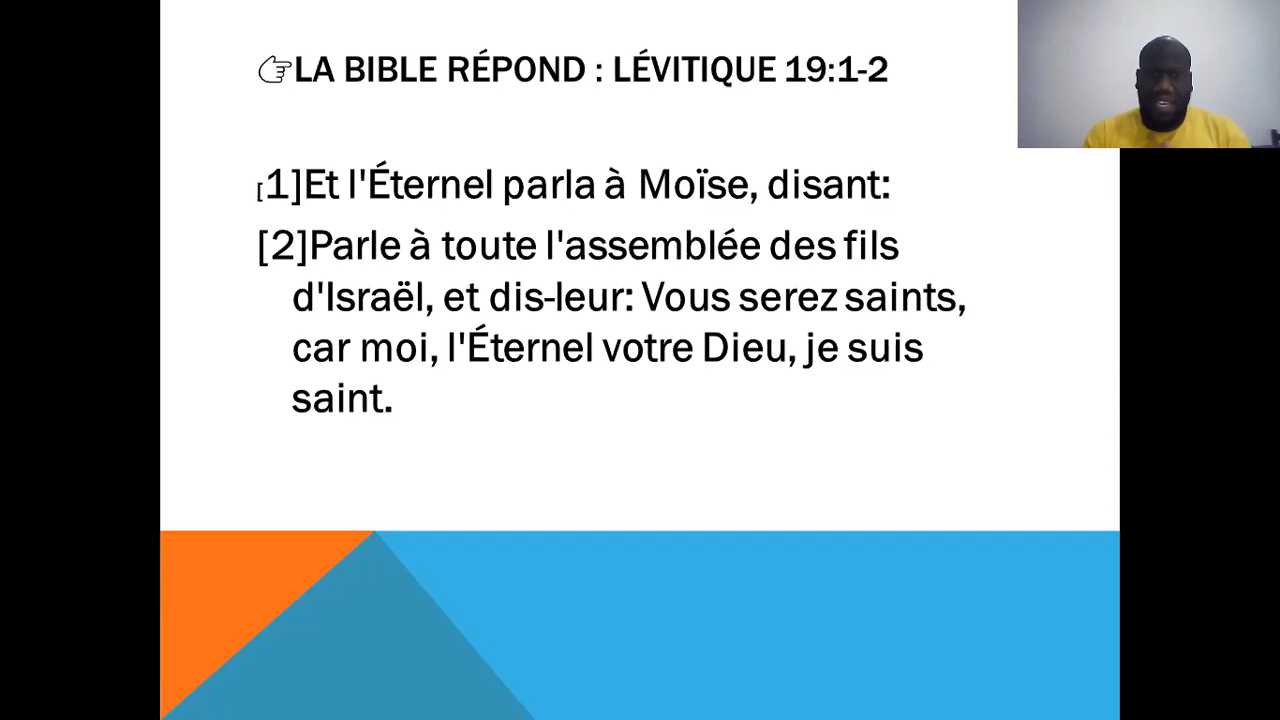 👉LA BIBLE RÉPOND : LÉVITIQUE 19:1-2
[1]Et l'Éternel parla à Moïse, disant:
[2]Parle à toute l'assemblée des fils
d'Israël, et dis-leur: Vous serez saints,
car moi, l'Éternel votre Dieu, je suis
saint.